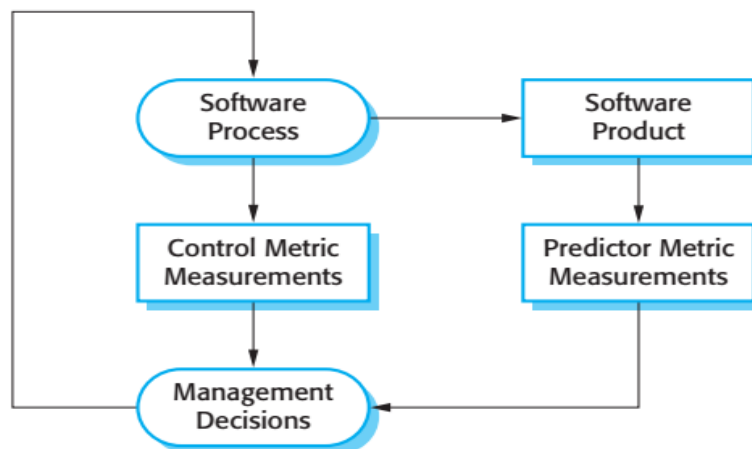 Software
Process
Software
Product
Control Metric
Measurements
Predictor Metric
Measurements
Management
Decisions